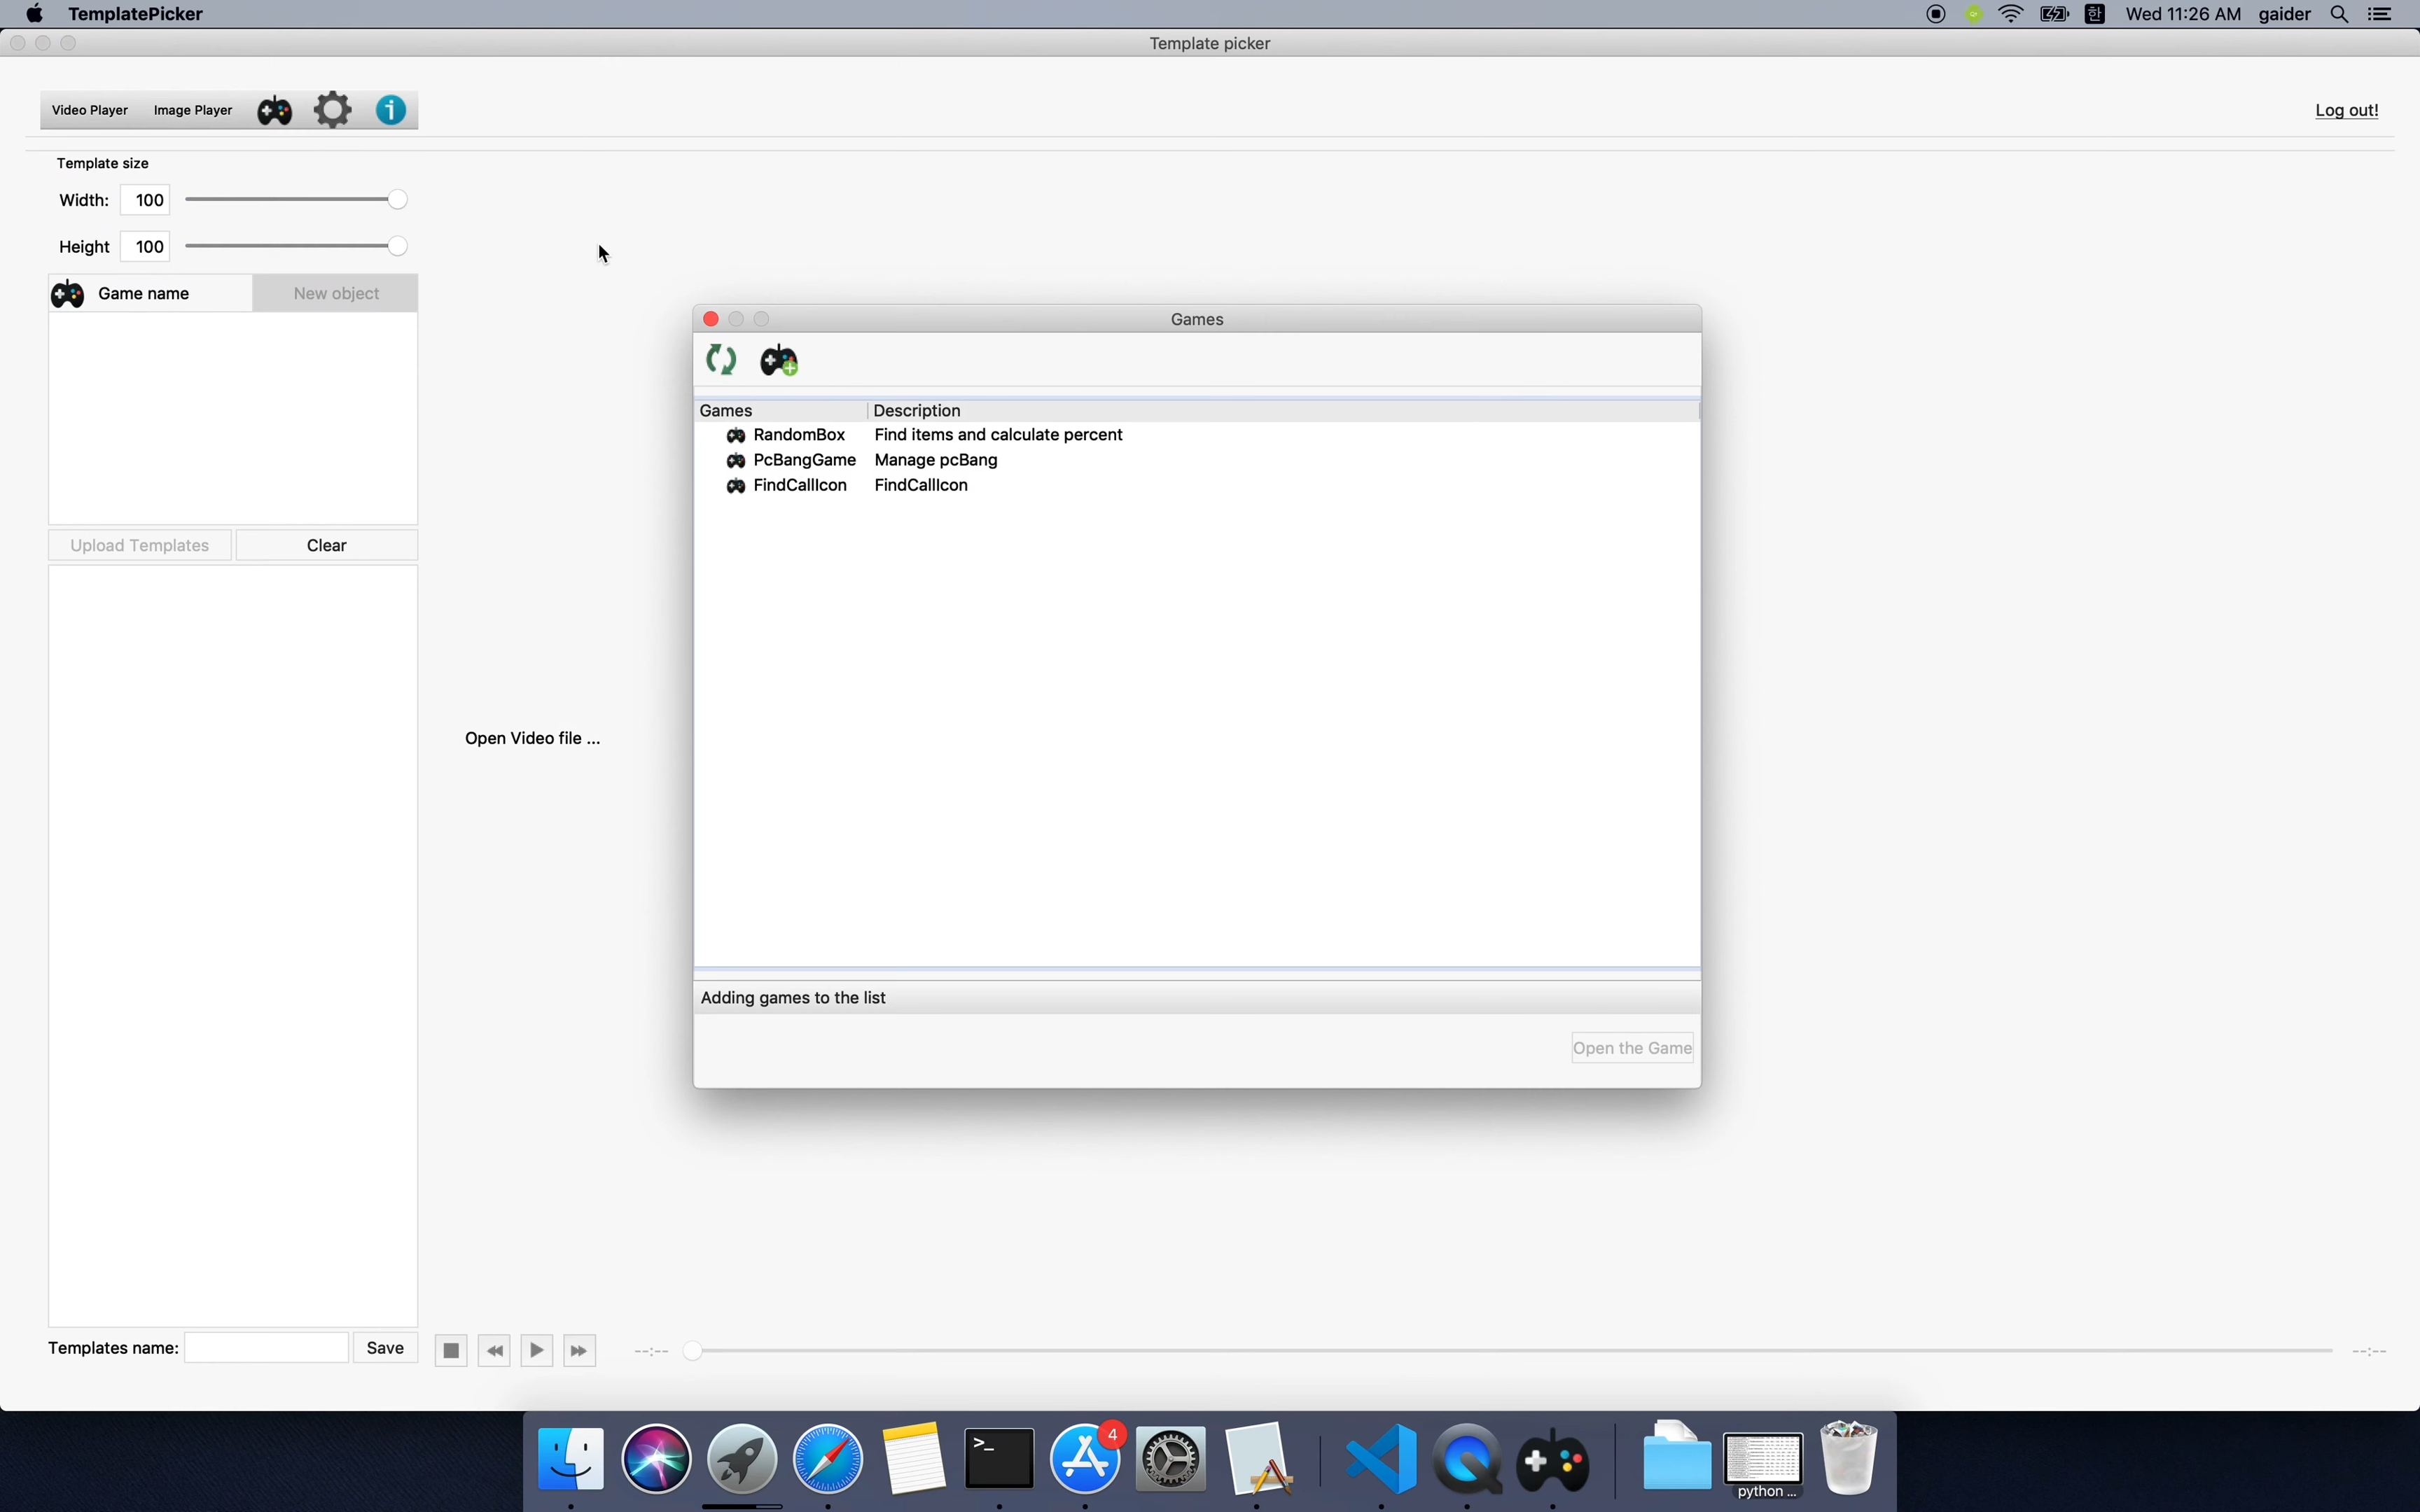 TemplatePicker
한
Wed 11:26 AM gaider
Template picker
Video Player Image Player
Log out!
Template size
Width: 100
Height 100
Game name New object
Upload Templates Clear
Open Video file ...
Templates name: Save
--:-- --:--
Games
Games Description
RandomBox Find items and calculate percent
PcBangGame Manage pcBang
FindCallIcon FindCallIcon
Adding games to the list
Open the Game
>_
4
python ...